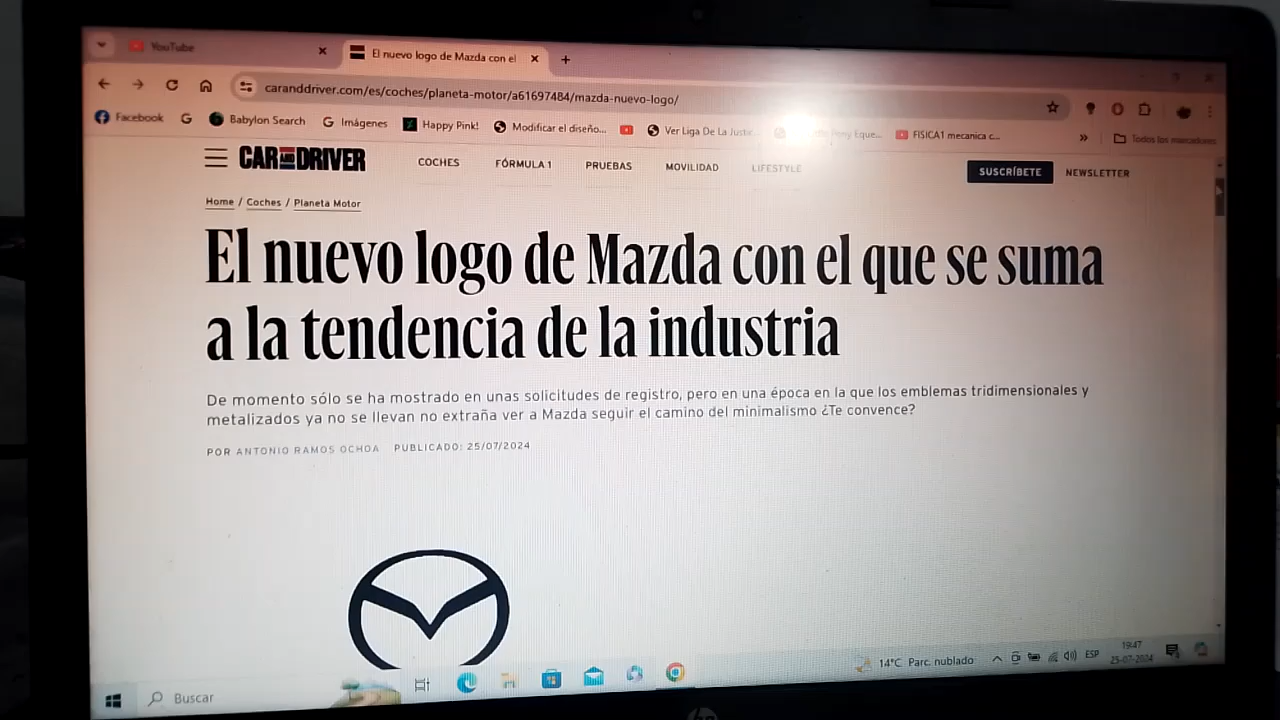 YouTube
El nuevo logo de Mazda con el
caranddriver.com/es/coches/planeta-motor/a61697484/mazda-nuevo-logo/
Facebook
G
Babylon Search
G Imágenes
Happy Pink!
Modificar el diseño...
Ver Liga De La Justic...
FISICA1 mecanica c...
»
Todos los marcadores
CAR AND DRIVER
COCHES
FÓRMULA 1
PRUEBAS
MOVILIDAD
LIFESTYLE
SUSCRÍBETE
NEWSLETTER
Home / Coches / Planeta Motor
El nuevo logo de Mazda con el que se suma
a la tendencia de la industria
De momento sólo se ha mostrado en unas solicitudes de registro, pero en una época en la que los emblemas tridimensionales y
metalizados ya no se llevan no extraña ver a Mazda seguir el camino del minimalismo ¿Te convence?
POR ANTONIO RAMOS OCHOA PUBLICADO: 25/07/2024
Buscar
14°C Parc. nublado
ESP
19:47
25-07-2024
hp